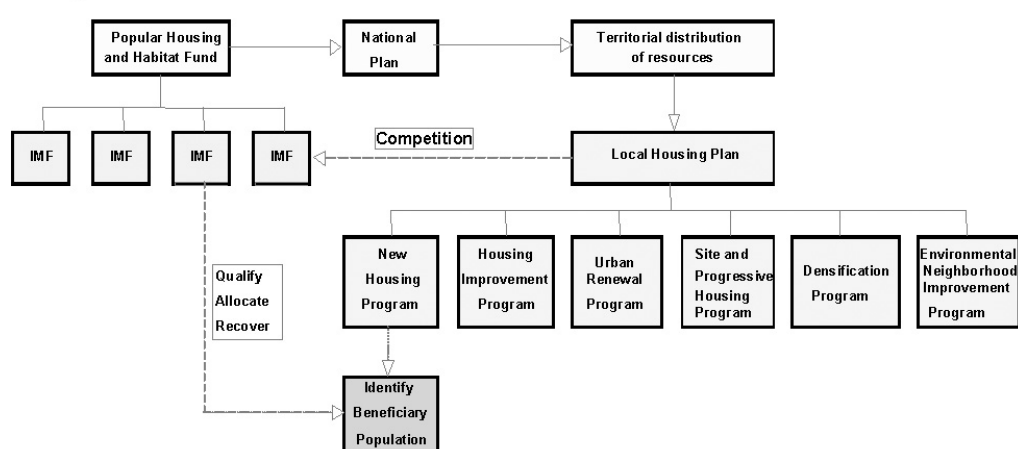 Popular Housing
and Habitat Fund
National
Plan
Territorial distribution
of resources
IMF
IMF
IMF
IMF
Competition
Local Housing Plan
Qualify
Allocate
Recover
New
Housing
Program
Housing
Improvement
Program
Urban
Renewal
Program
Site and
Progressive
Housing
Program
Densification
Program
Environmental
Neighborhood
Improvement
Program
Identify
Beneficiary
Population